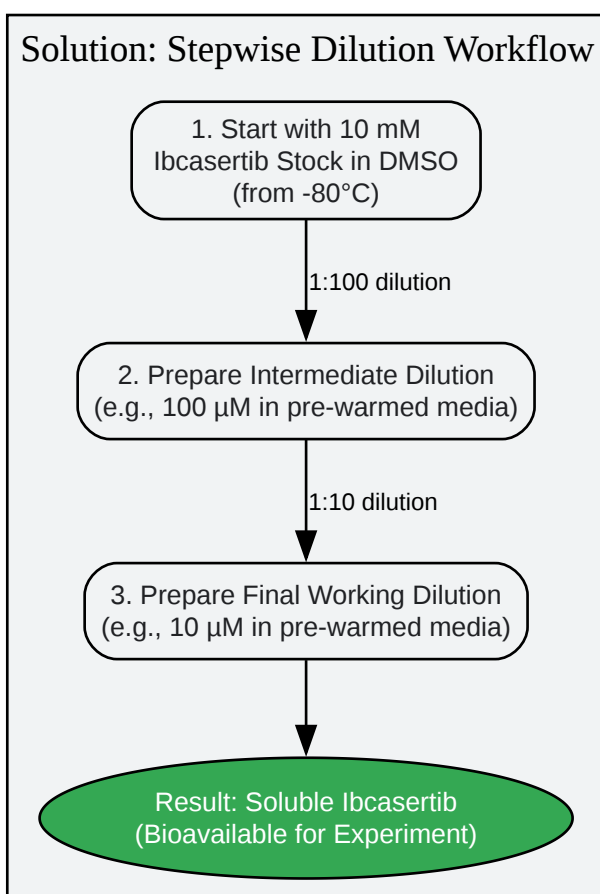 Solution: Stepwise Dilution Workflow
1. Start with 10 mM
Ibcasertib Stock in DMSO
(from -80°C)
1:100 dilution
2. Prepare Intermediate Dilution
(e.g., 100 µM in pre-warmed media)
1:10 dilution
3. Prepare Final Working Dilution
(e.g., 10 µM in pre-warmed media)
Result: Soluble Ibcasertib
(Bioavailable for Experiment)